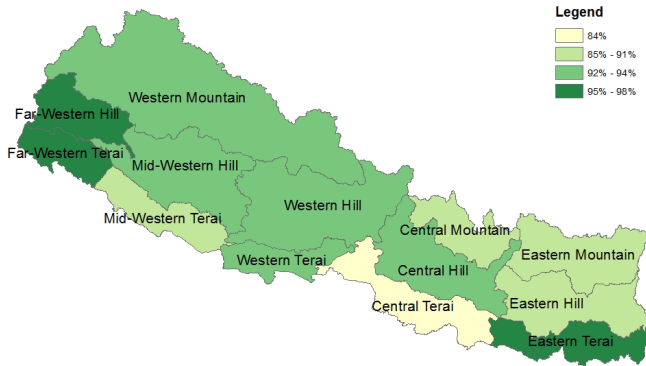 Legend
84%
85% - 91%
92% - 94%
95% - 98%
Western Mountain
Far-Western Hill
Far-Western Terai
Mid-Western Hill
Mid-Western Terai
Western Hill
Western Terai
Central Mountain
Central Hill
Central Terai
Eastern Mountain
Eastern Hill
Eastern Terai